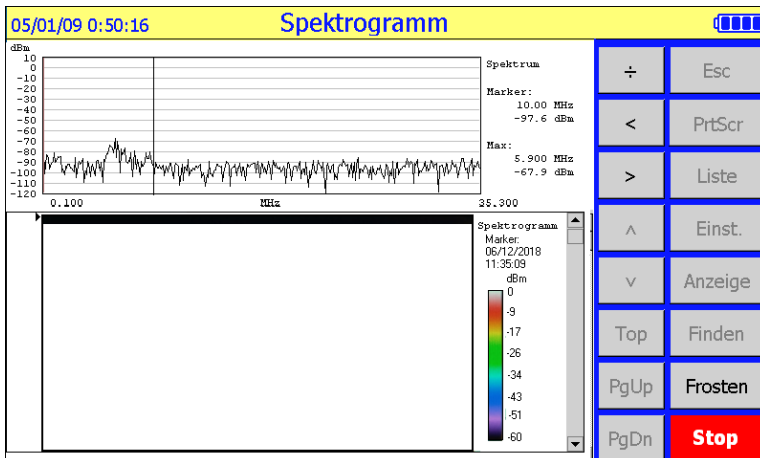 05/01/09 0:50:16
Spektrogramm
dBm
10
0
-10
-20
-30
-40
-50
-60
-70
-80
-90
-100
-110
-120
0.100
MHz
35.300
Spektrum
Marker:
10.00 MHz
-97.6 dBm
Max:
5.900 MHz
-67.9 dBm
Spektrogramm
Marker:
06/12/2018
11:35:09
dBm
0
-9
-17
-26
-34
-43
-51
-60
÷ Esc
< PrtScr
> Liste
∧ Einst.
∨ Anzeige
Top Finden
PgUp Frosten
PgDn Stop